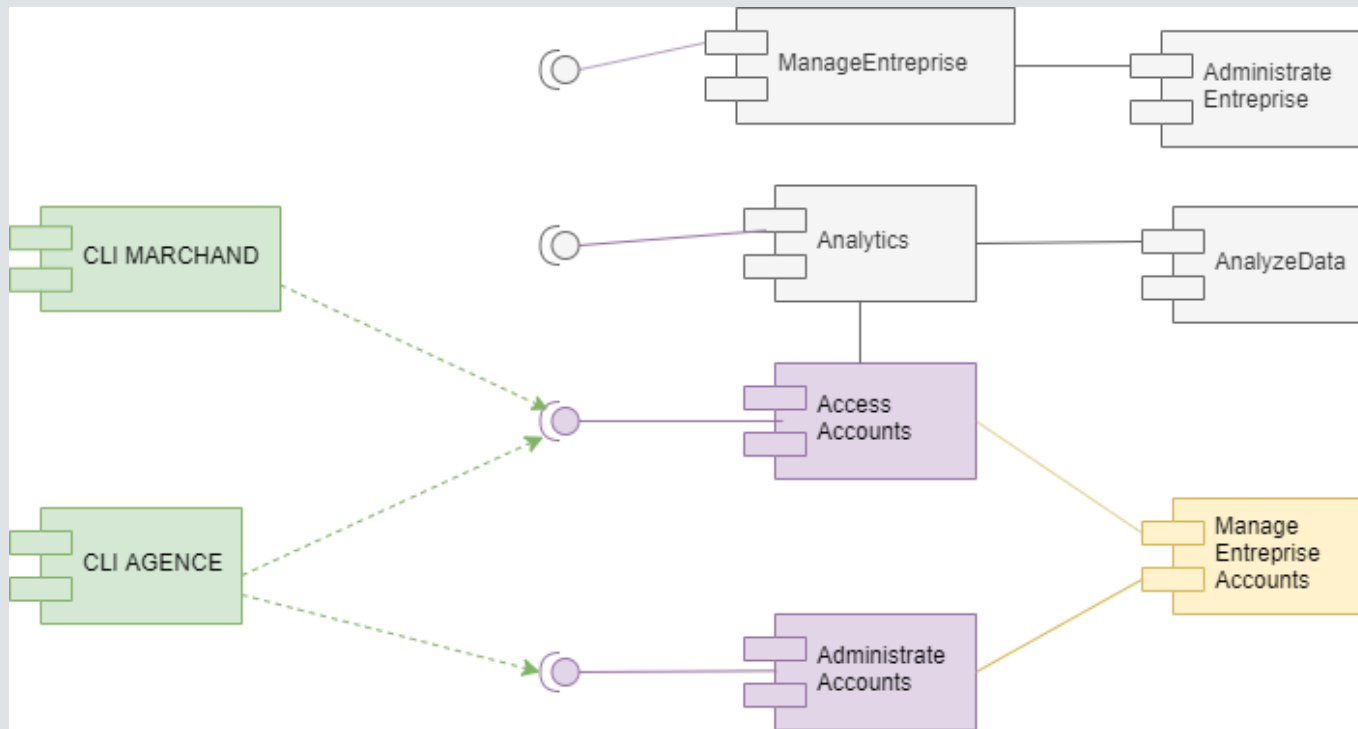 ManageEntreprise
Administrate
Entreprise
CLI MARCHAND
Analytics
AnalyzeData
Access
Accounts
CLI AGENCE
Manage
Entreprise
Accounts
Administrate
Accounts